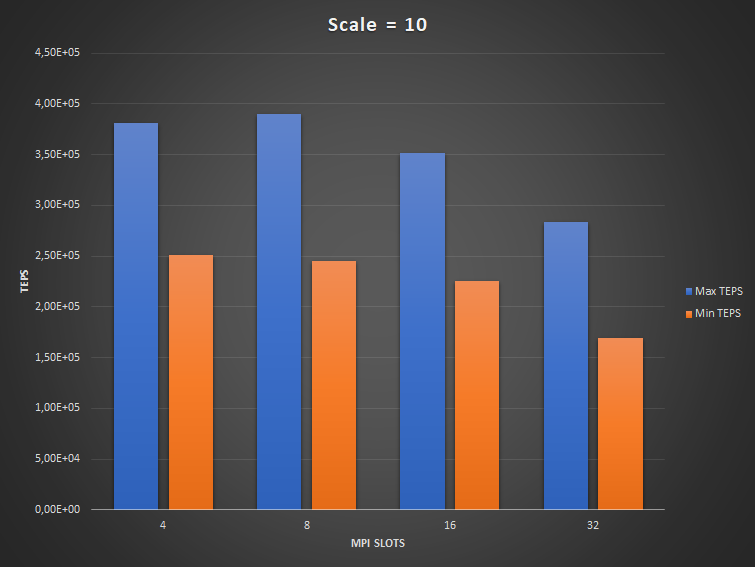 Scale = 10
4,50E+05
4,00E+05
3,50E+05
3,00E+05
2,50E+05
2,00E+05
1,50E+05
1,00E+05
5,00E+04
0,00E+00
TEPS
4 8 16 32
MPI SLOTS
Max TEPS
Min TEPS